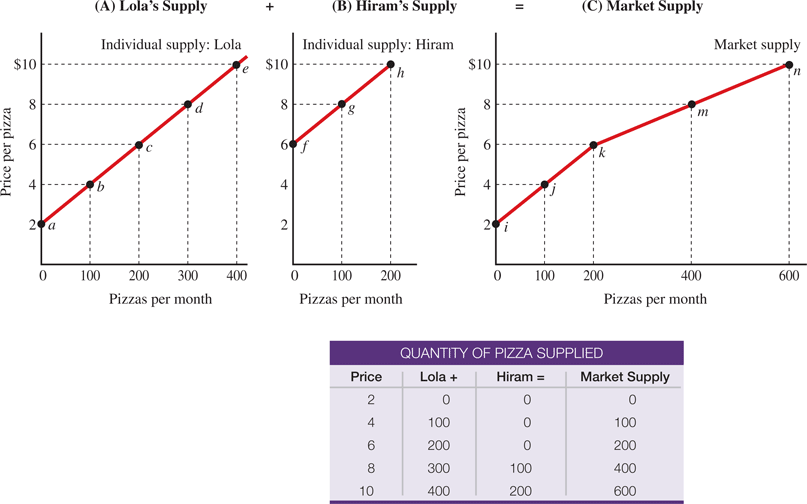 (A) Lola’s Supply + (B) Hiram’s Supply = (C) Market Supply
Individual supply: Lola
Price per pizza
$10
8
6
4
2
a
b
c
d
e
0 100 200 300 400
Pizzas per month
Individual supply: Hiram
$10
8
6
4
2
f
g
h
0 100 200
Pizzas per month
Market supply
Price per pizza
$10
8
6
4
2
i
j
k
m
n
0 100 200 400 600
Pizzas per month
QUANTITY OF PIZZA SUPPLIED
Price Lola + Hiram = Market Supply
2 0 0 0
4 100 0 100
6 200 0 200
8 300 100 400
10 400 200 600